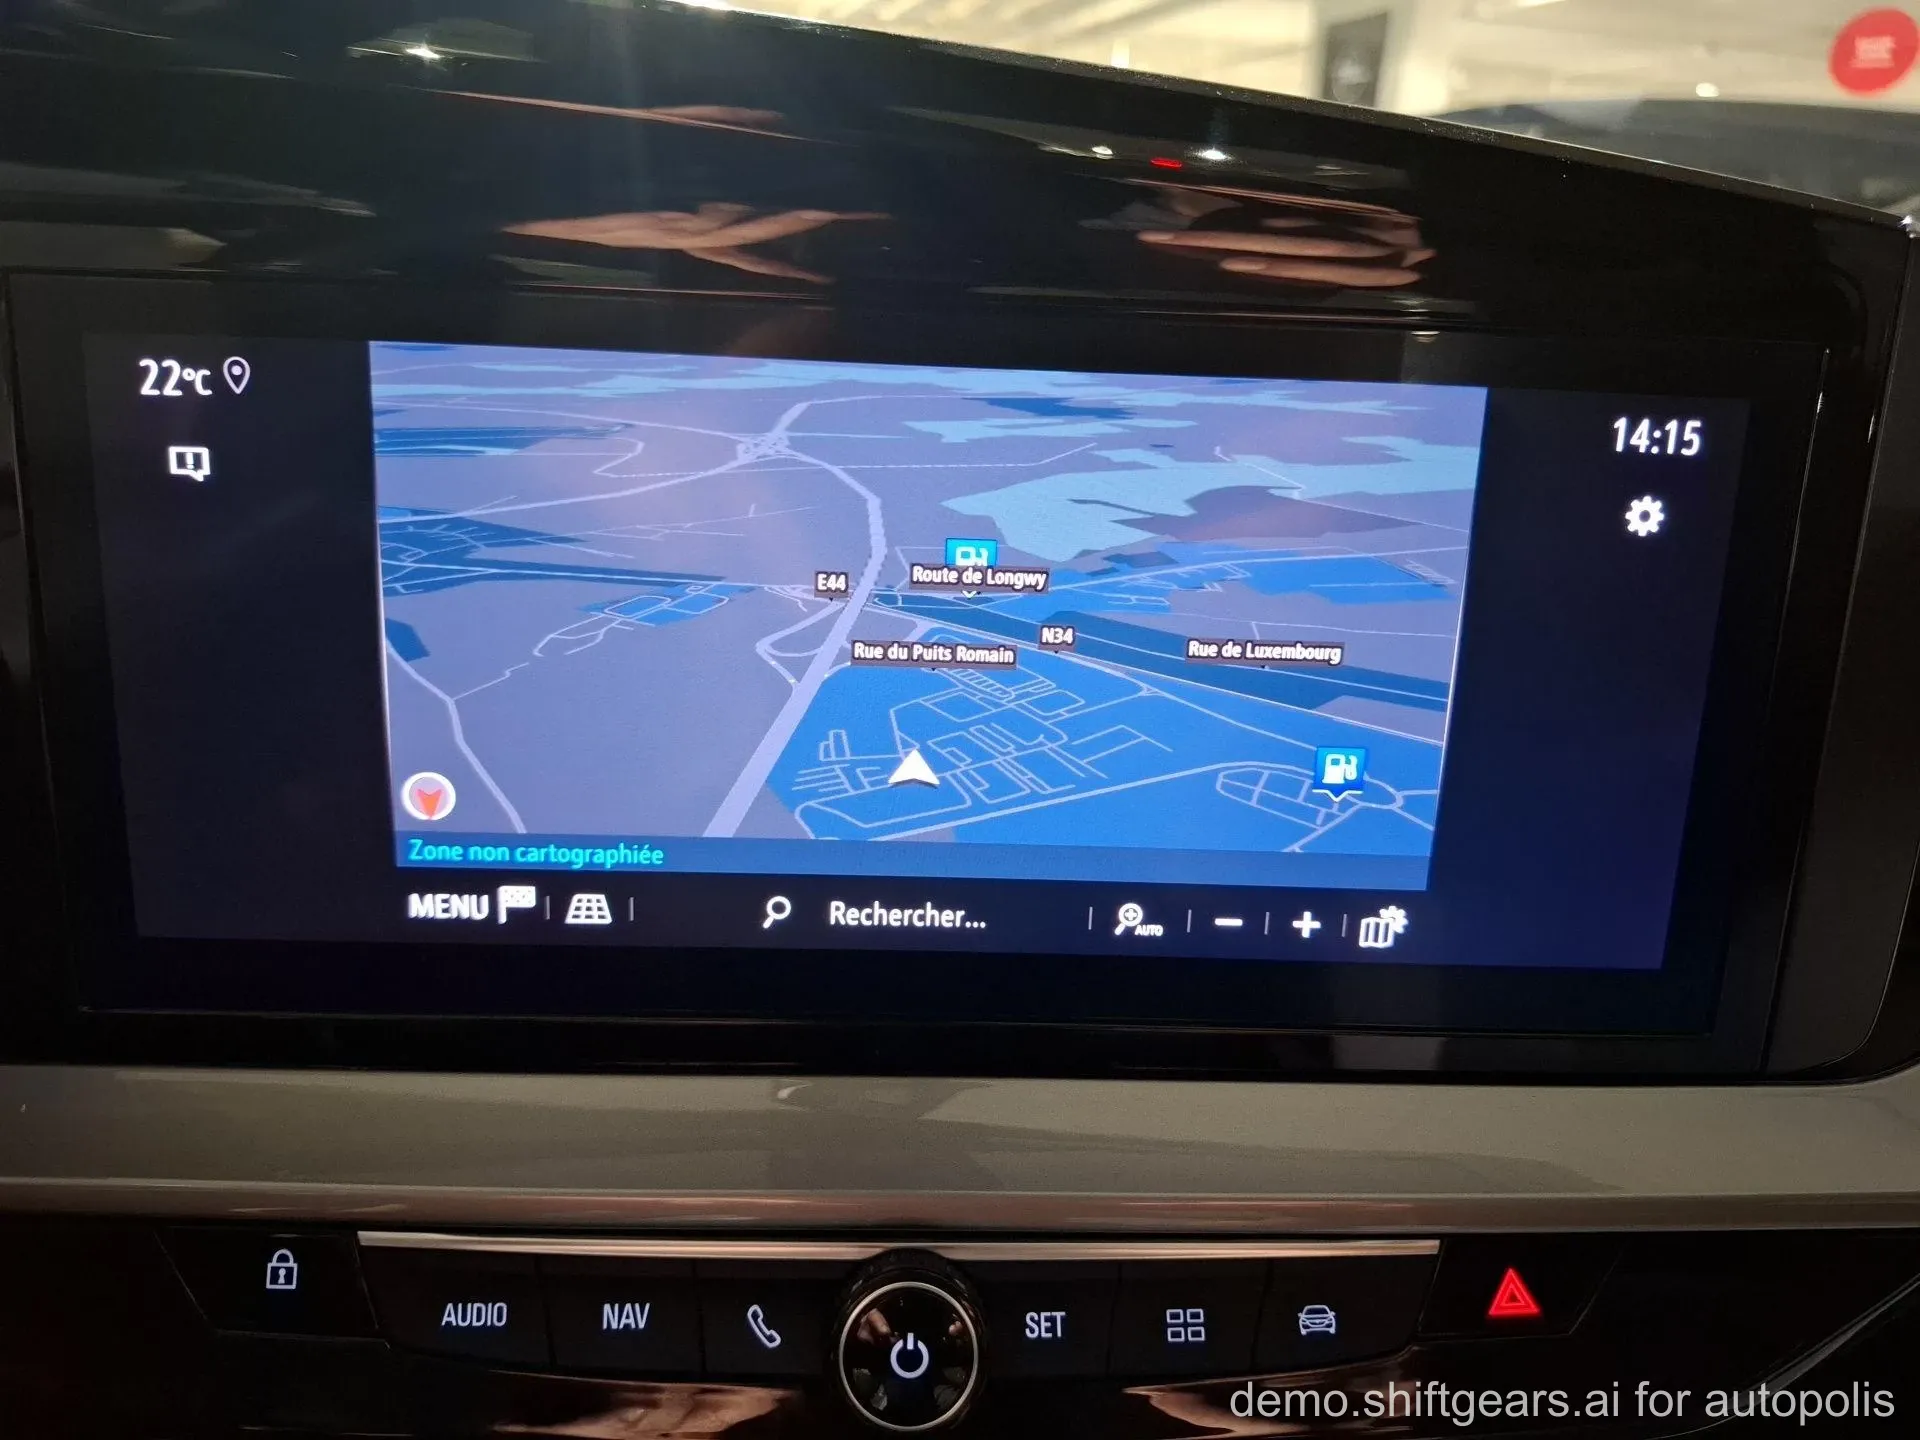 22°C
14:15
E44
Route de Longwy
N34
Rue du Puits Romain
Rue de Luxembourg
Zone non cartographiée
MENU
Rechercher...
AUTO
AUDIO
NAV
SET
demo.shiftgears.ai for autopolis